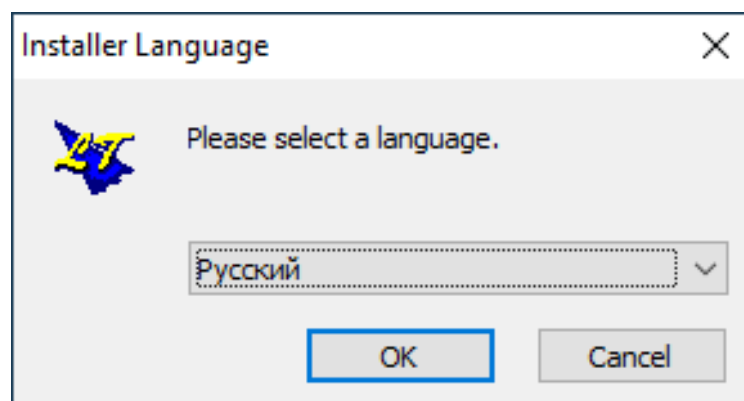 Installer Language
Please select a language.
Русский
OK
Cancel